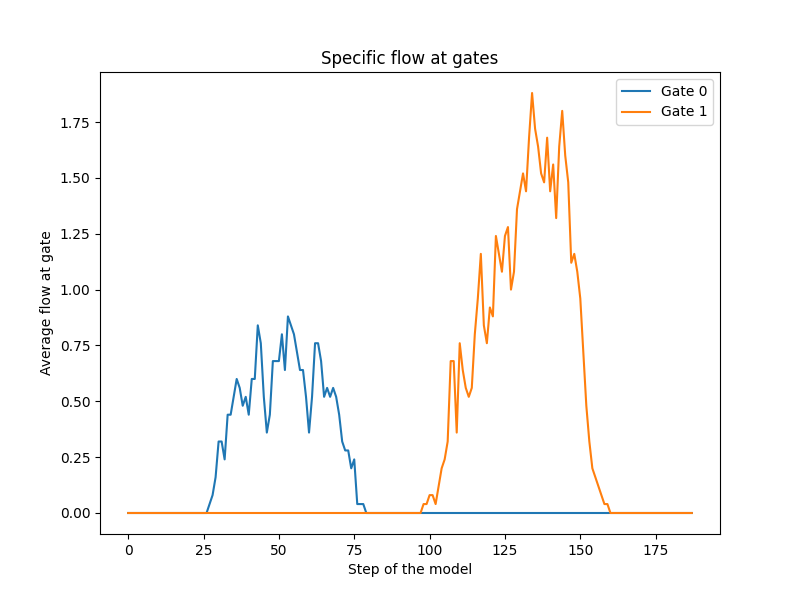 Specific flow at gates
Gate 0
Gate 1
1.75
1.50
1.25
1.00
0.75
0.50
0.25
0.00
Average flow at gate
0 25 50 75 100 125 150 175
Step of the model